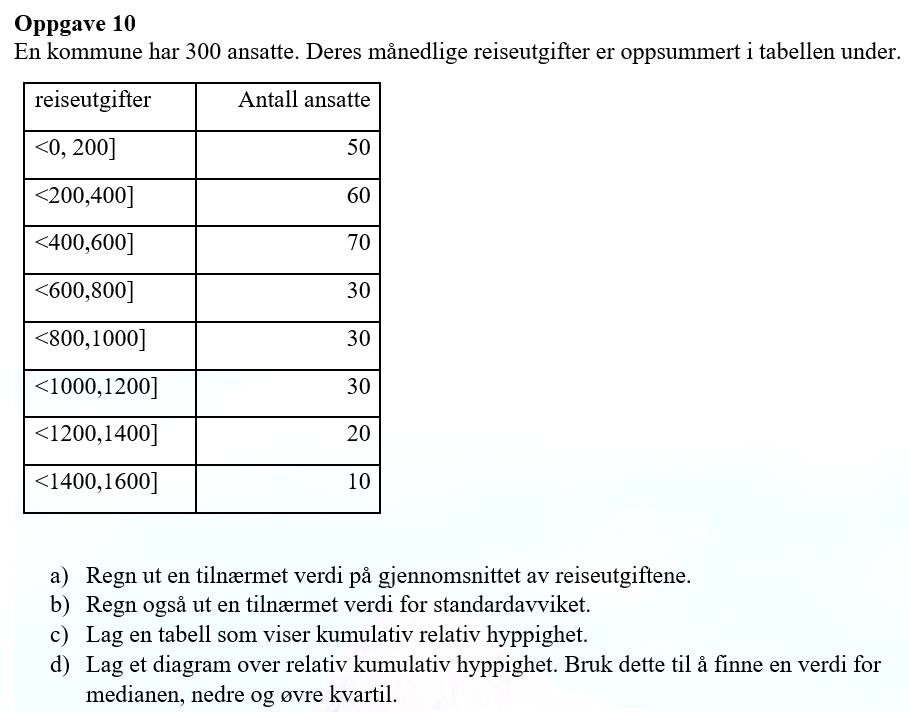 Oppgave 10
En kommune har 300 ansatte. Deres månedlige reiseutgifter er oppsummert i tabellen under.
reiseutgifter Antall ansatte
<0, 200] 50
<200,400] 60
<400,600] 70
<600,800] 30
<800,1000] 30
<1000,1200] 30
<1200,1400] 20
<1400,1600] 10
a) Regn ut en tilnærmet verdi på gjennomsnittet av reiseutgiftene.
b) Regn også ut en tilnærmet verdi for standardavviket.
c) Lag en tabell som viser kumulativ relativ hyppighet.
d) Lag et diagram over relativ kumulativ hyppighet. Bruk dette til å finne en verdi for
medianen, nedre og øvre kvartil.